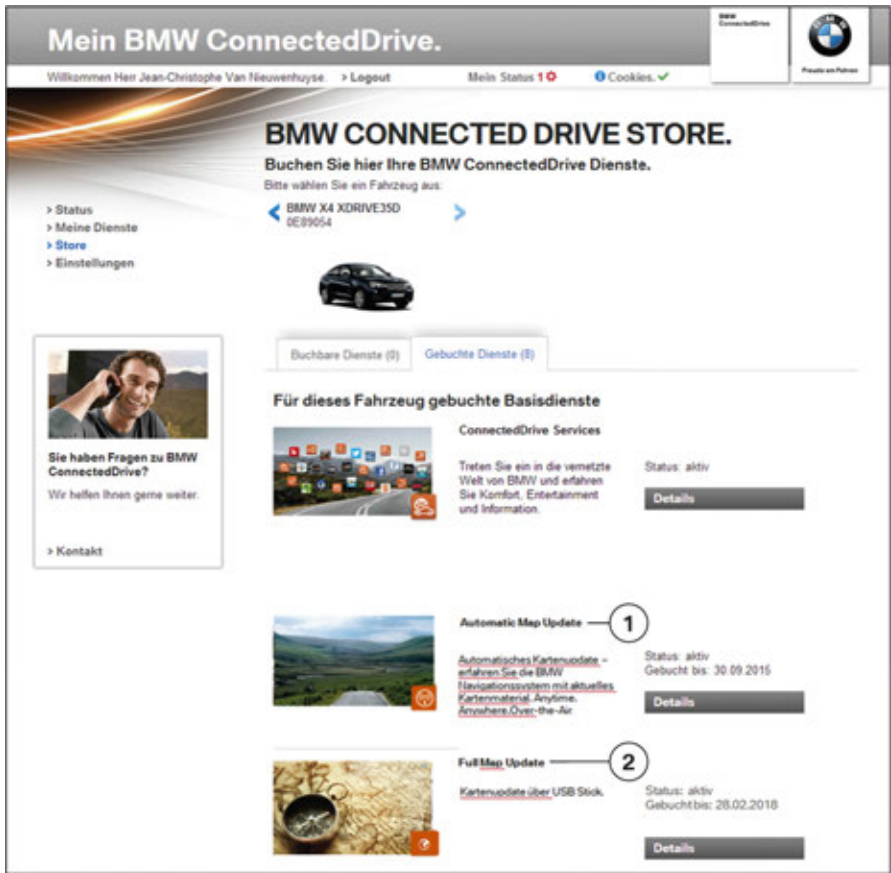 Mein BMW ConnectedDrive.
BMW
ConnectedDrive
Freude am Fahren
Willkommen Herr Jean-Christophe Van Nieuwenhuyse. > Logout
Mein Status 1
Cookies.
BMW CONNECTED DRIVE STORE.
Buchen Sie hier Ihre BMW ConnectedDrive Dienste.
Bitte wählen Sie ein Fahrzeug aus:
BMW X4 XDRIVE35D
0E89054
> Status
> Meine Dienste
> Store
> Einstellungen
Buchbare Dienste (0)
Gebuchte Dienste (8)
Sie haben Fragen zu BMW
ConnectedDrive?
Wir helfen Ihnen gerne weiter.
> Kontakt
Für dieses Fahrzeug gebuchte Basisdienste
ConnectedDrive Services
Treten Sie ein in die vernetzte
Welt von BMW und erfahren
Sie Komfort, Entertainment
und Information.
Status: aktiv
Details
Automatic Map Update
1
Automatisches Kartenupdate –
erfahren Sie die BMW
Navigationssystem mit aktuelles
Kartenmaterial. Anytime.
Anywhere.Over-the-Air.
Status: aktiv
Gebucht bis: 30.09.2015
Details
Full Map Update
2
Kartenupdate über USB Stick.
Status: aktiv
Gebucht bis: 28.02.2018
Details